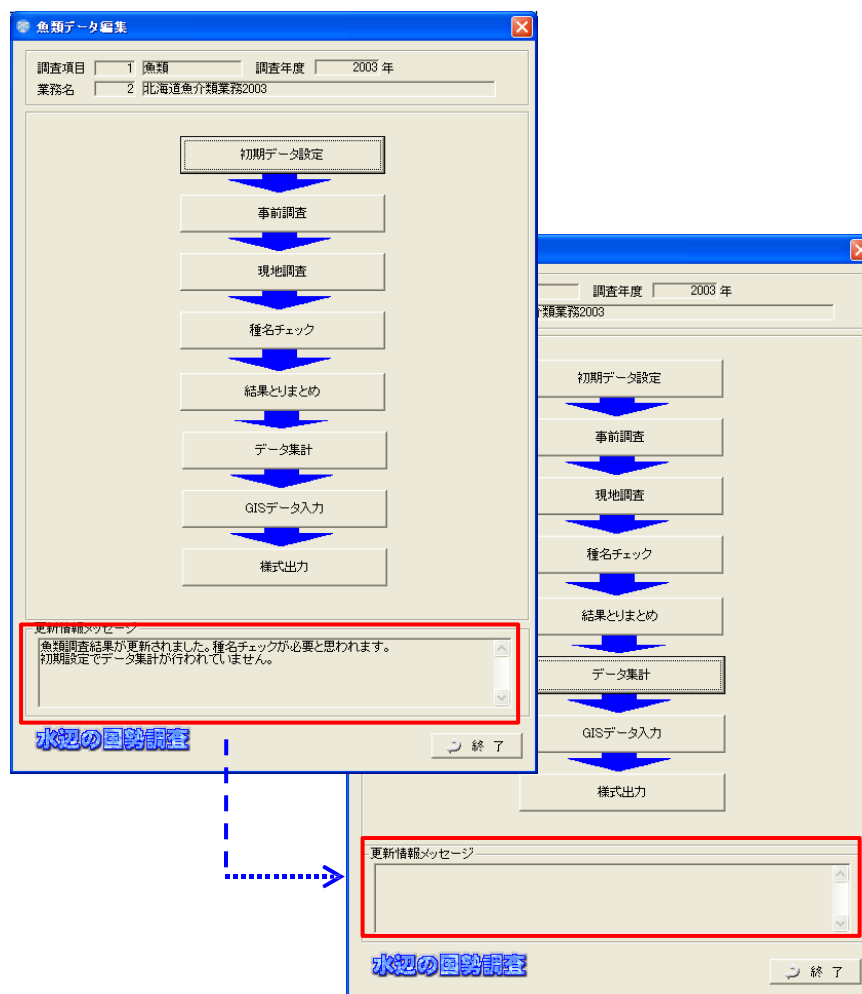 魚類データ編集
調査項目 1 魚類 調査年度 2003 年
業務名 2 北海道魚介類業務2003
初期データ設定
事前調査
現地調査
種名チェック
結果とりまとめ
データ集計
GISデータ入力
様式出力
更新情報メッセージ
魚類調査結果が更新されました。種名チェックが必要と思われます。
初期設定でデータ集計が行われていません。
水辺の国勢調査
終 了
調査年度 2003 年
類業務2003
初期データ設定
事前調査
現地調査
種名チェック
結果とりまとめ
データ集計
GISデータ入力
様式出力
更新情報メッセージ
水辺の国勢調査
終 了